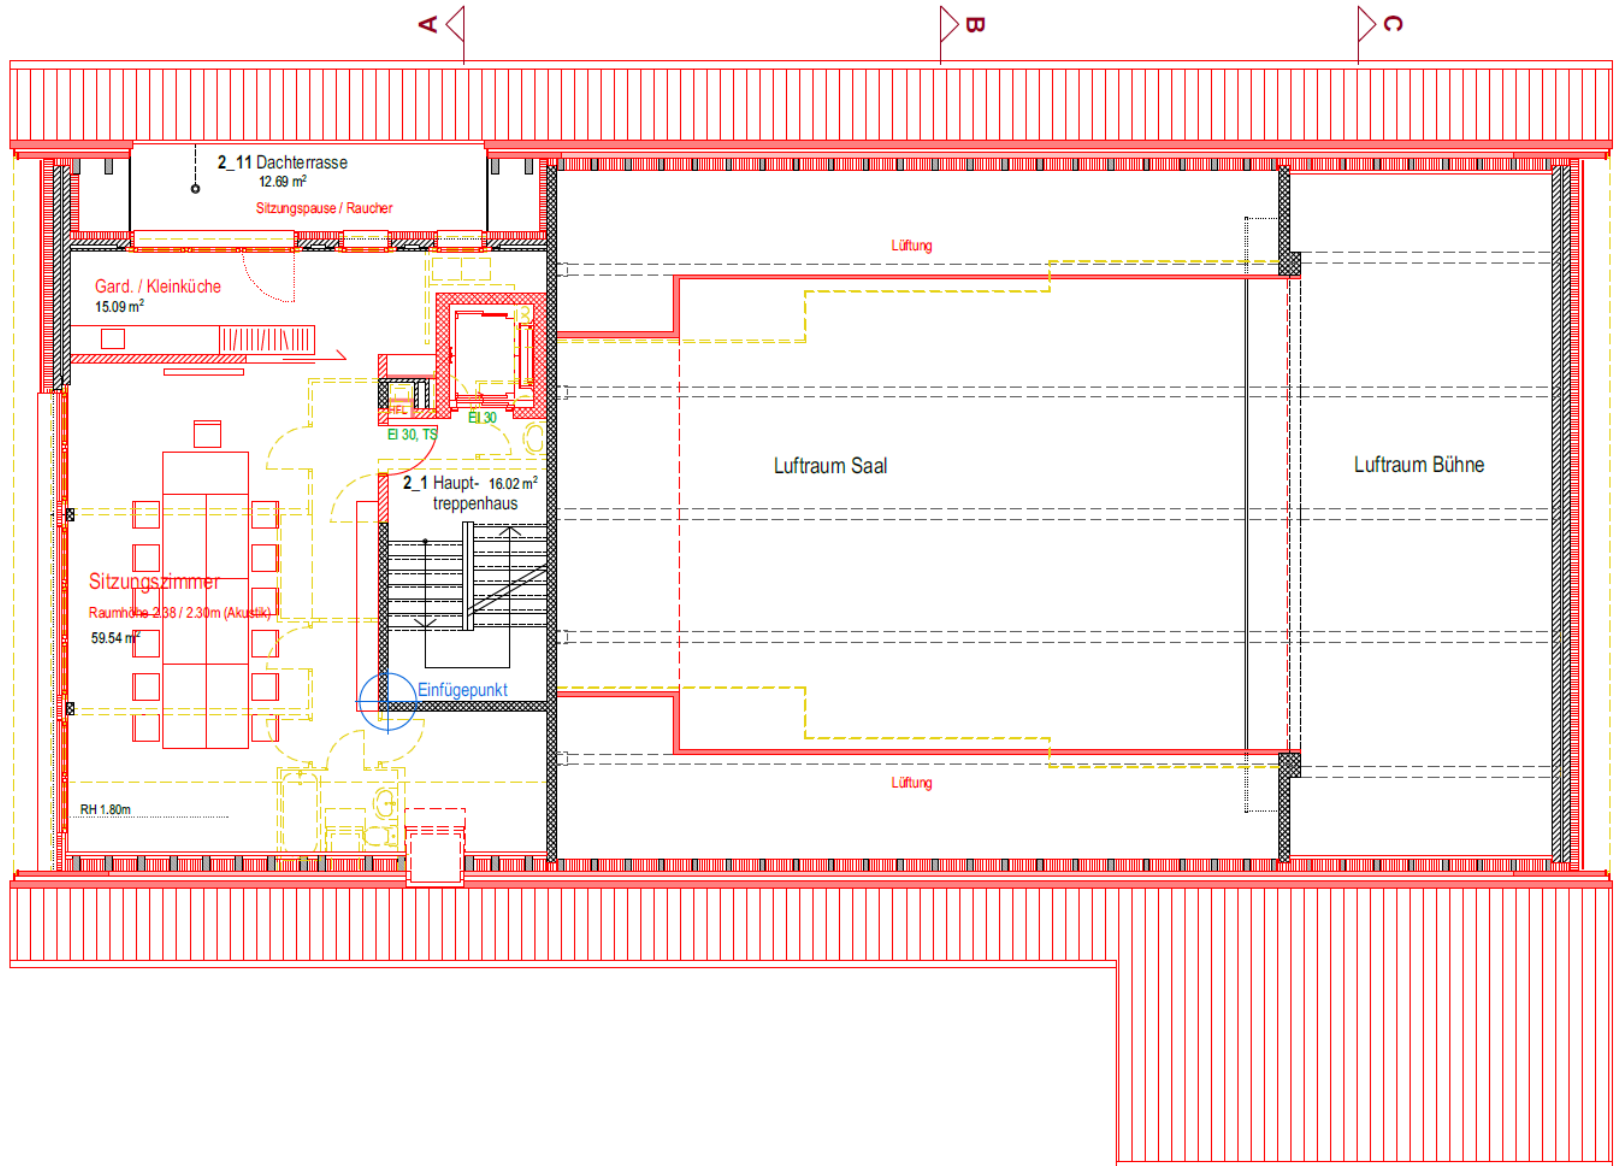 A
B
C
2_11 Dachterrasse
12.69 m²
Sitzungspause / Raucher
Lüftung
Gard. / Kleinküche
15.09 m²
HFL
EI 30
EI 30, TS
Luftraum Saal
Luftraum Bühne
2_1 Haupt- 16.02 m²
treppenhaus
Sitzungszimmer
Raumhöhe 2.38 / 2.30m (Akustik)
59.54 m²
Einfügepunkt
Lüftung
RH 1.80m